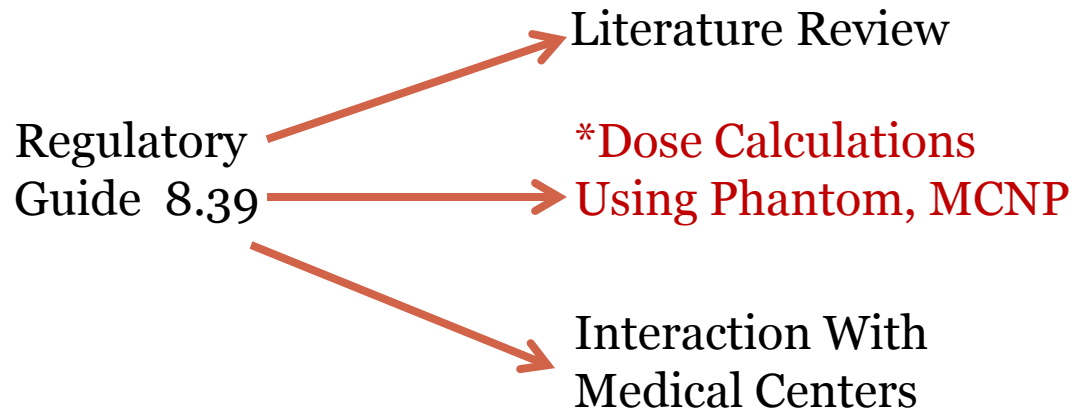 Literature Review
Regulatory
Guide 8.39
*Dose Calculations
Using Phantom, MCNP
Interaction With
Medical Centers